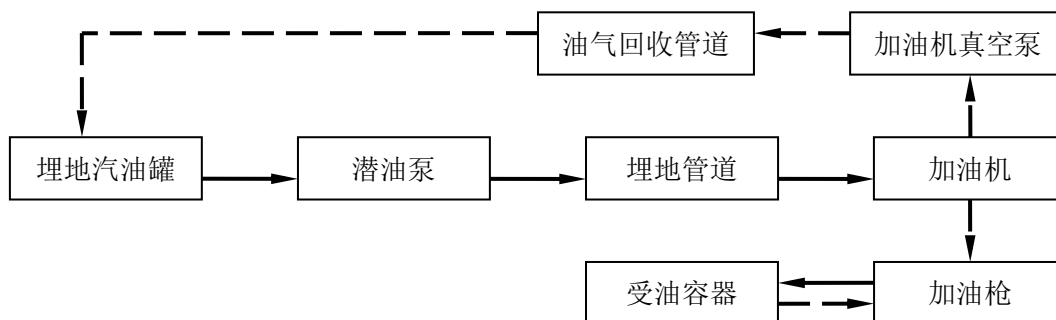 油气回收管道
加油机真空泵
埋地汽油罐
潜油泵
埋地管道
加油机
受油容器
加油枪